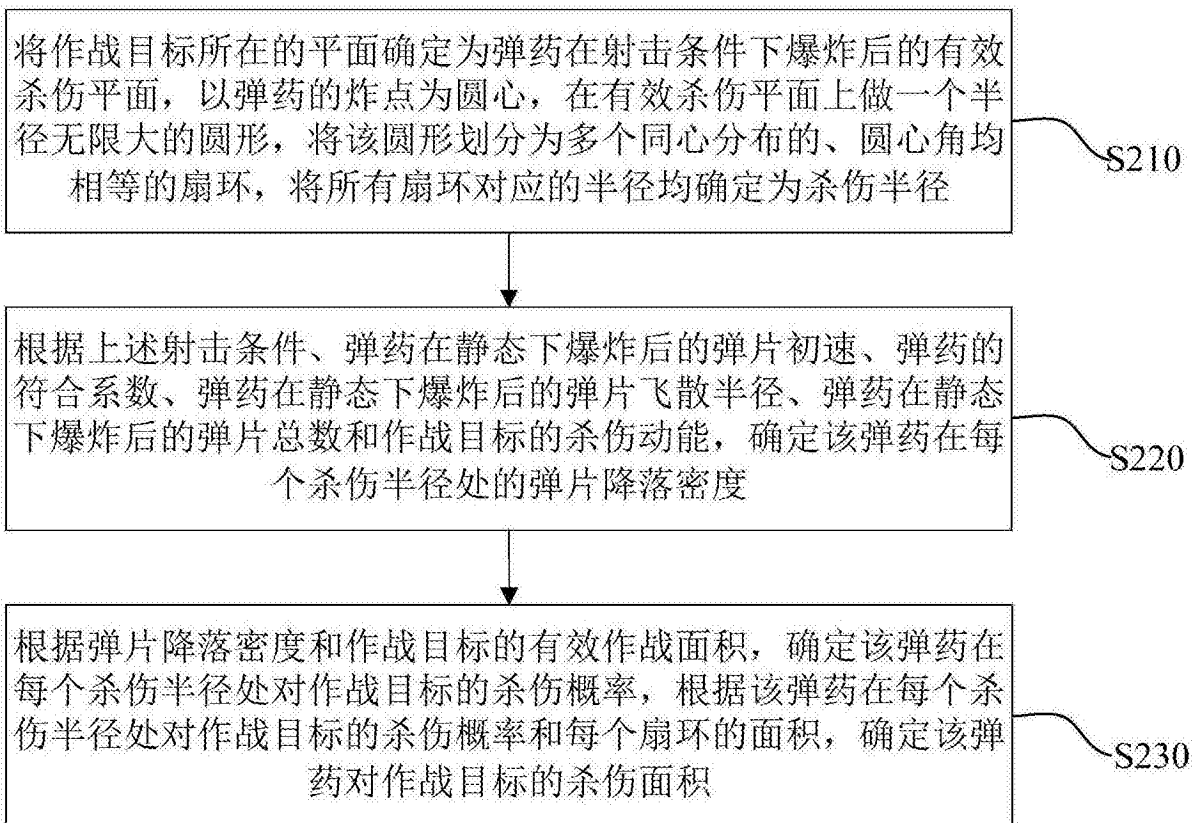 将作战目标所在的平面确定为弹药在射击条件下爆炸后的有效
杀伤平面，以弹药的炸点为圆心，在有效杀伤平面上做一个半
径无限大的圆形，将该圆形划分为多个同心分布的、圆心角均
相等的扇环，将所有扇环对应的半径均确定为杀伤半径
S210
根据上述射击条件、弹药在静态下爆炸后的弹片初速、弹药的
符合系数、弹药在静态下爆炸后的弹片飞散半径、弹药在静态
下爆炸后的弹片总数和作战目标的杀伤动能，确定该弹药在每
个杀伤半径处的弹片降落密度
S220
根据弹片降落密度和作战目标的有效作战面积，确定该弹药在
每个杀伤半径处对作战目标的杀伤概率，根据该弹药在每个杀
伤半径处对作战目标的杀伤概率和每个扇环的面积，确定该弹
药对作战目标的杀伤面积
S230